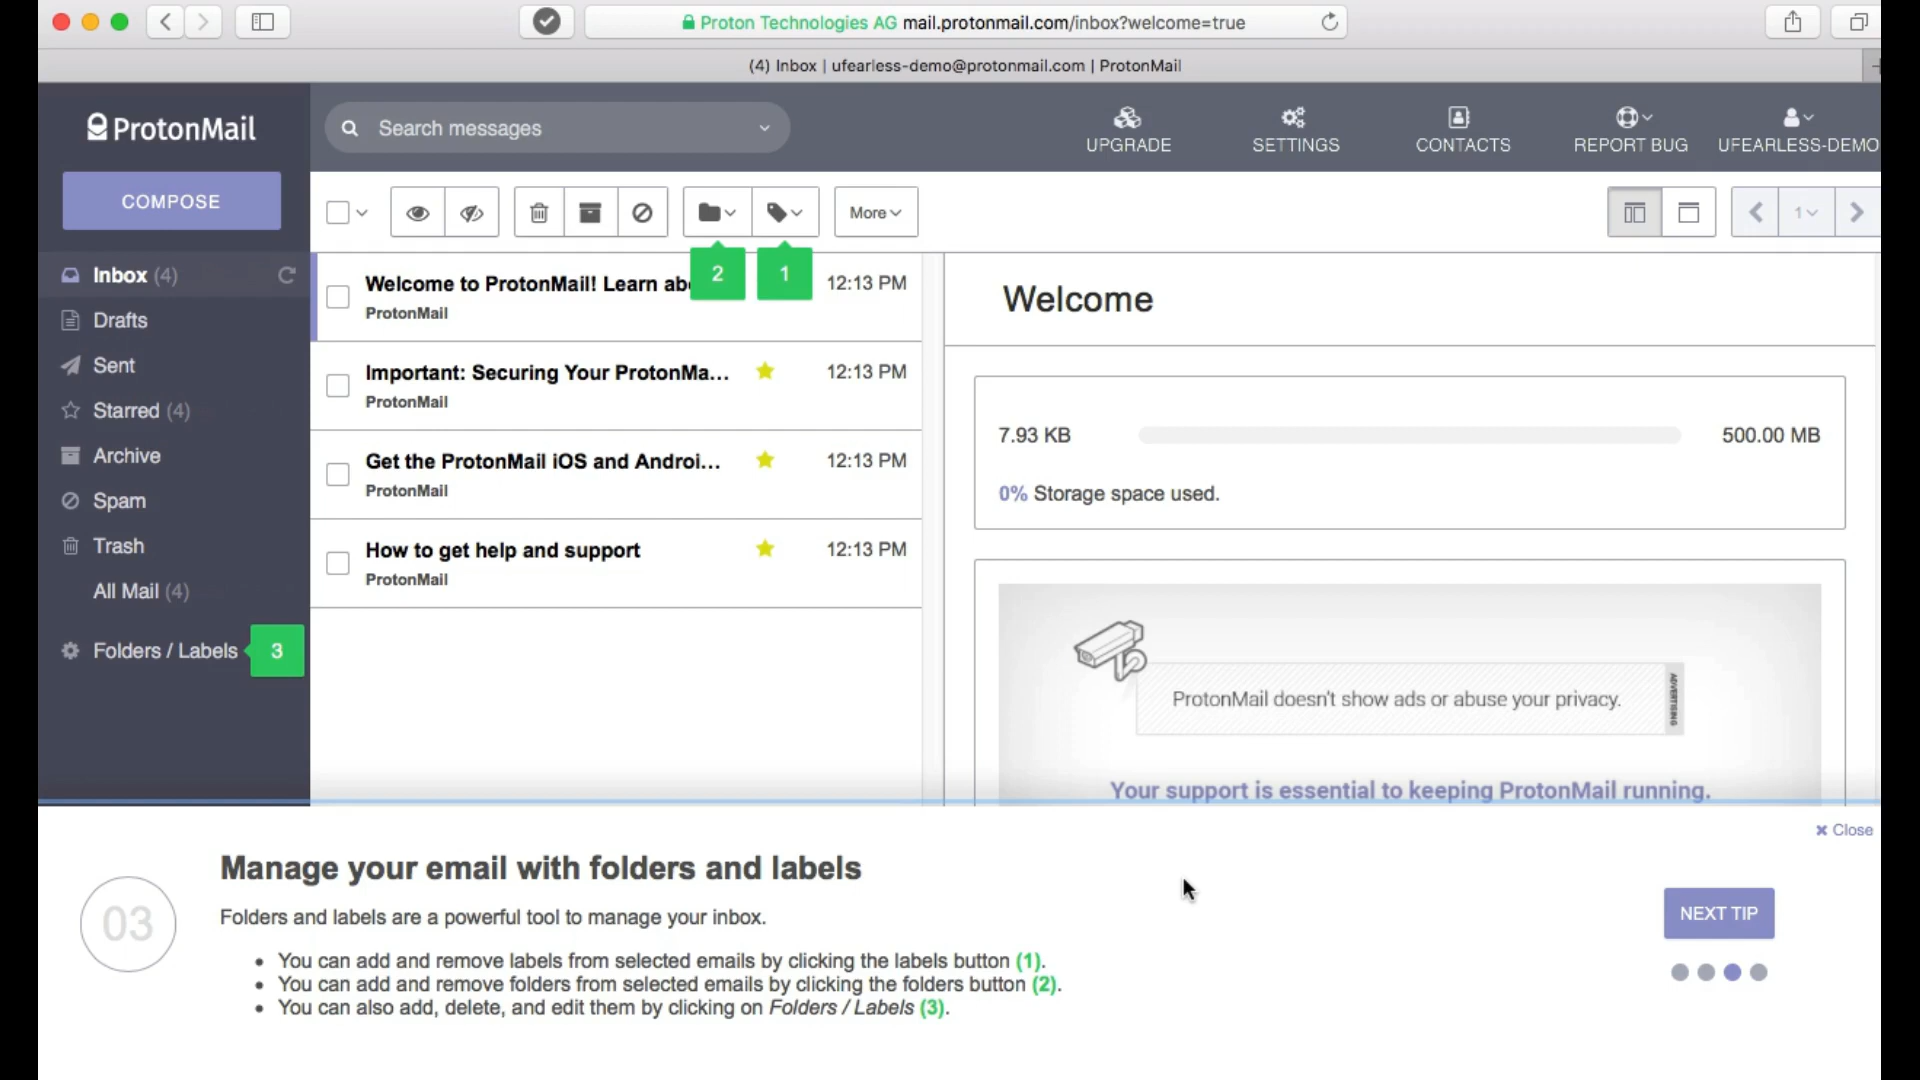 Proton Technologies AG mail.protonmail.com/inbox?welcome=true
(4) Inbox | ufearless-demo@protonmail.com | ProtonMail
ProtonMail
Search messages
UPGRADE
SETTINGS
CONTACTS
REPORT BUG
UFEARLESS-DEMO
COMPOSE
More
1
Inbox (4)
Drafts
Sent
Starred (4)
Archive
Spam
Trash
All Mail (4)
Folders / Labels
3
2
1
Welcome to ProtonMail! Learn ab
12:13 PM
ProtonMail
Important: Securing Your ProtonMa...
12:13 PM
ProtonMail
Get the ProtonMail iOS and Androi...
12:13 PM
ProtonMail
How to get help and support
12:13 PM
ProtonMail
Welcome
7.93 KB
500.00 MB
0% Storage space used.
ProtonMail doesn't show ads or abuse your privacy.
ADVERTISING
Your support is essential to keeping ProtonMail running.
Close
03
Manage your email with folders and labels
Folders and labels are a powerful tool to manage your inbox.
• You can add and remove labels from selected emails by clicking the labels button (1).
• You can add and remove folders from selected emails by clicking the folders button (2).
• You can also add, delete, and edit them by clicking on Folders / Labels (3).
NEXT TIP